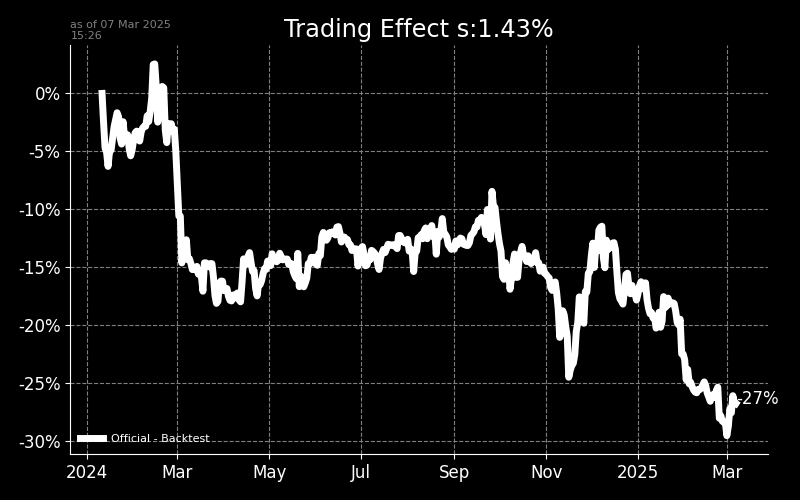 as of 07 Mar 2025
15:26
Trading Effect s:1.43%
0%
-5%
-10%
-15%
-20%
-25%
-30%
-27%
Official - Backtest
2024 Mar May Jul Sep Nov 2025 Mar